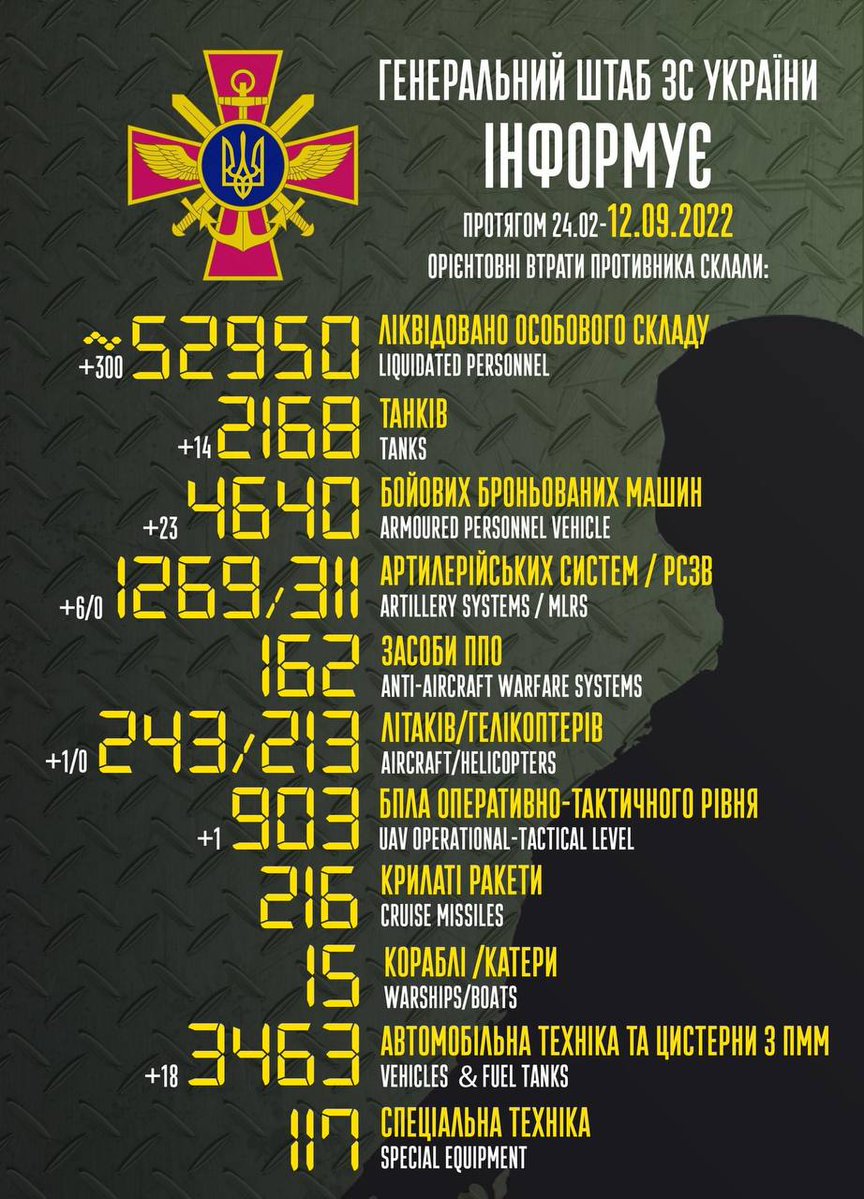 ГЕНЕРАЛЬНИЙ ШТАБ ЗС УКРАЇНИ
ІНФОРМУЄ
ПРОТЯГОМ 24.02-12.09.2022
ОРІЄНТОВНІ ВТРАТИ ПРОТИВНИКА СКЛАЛИ:
+300 ~52950 ЛІКВІДОВАНО ОСОБОВОГО СКЛАДУ
LIQUIDATED PERSONNEL
+14 2168 ТАНКІВ
TANKS
+23 4640 БОЙОВИХ БРОНЬОВАНИХ МАШИН
ARMOURED PERSONNEL VEHICLE
+6/0 1269/311 АРТИЛЕРІЙСЬКИХ СИСТЕМ / РСЗВ
ARTILLERY SYSTEMS / MLRS
162 ЗАСОБИ ППО
ANTI-AIRCRAFT WARFARE SYSTEMS
+1/0 243/213 ЛІТАКІВ/ГЕЛІКОПТЕРІВ
AIRCRAFT/HELICOPTERS
+1 903 БПЛА ОПЕРАТИВНО-ТАКТИЧНОГО РІВНЯ
UAV OPERATIONAL-TACTICAL LEVEL
216 КРИЛАТІ РАКЕТИ
CRUISE MISSILES
15 КОРАБЛІ /КАТЕРИ
WARSHIPS/BOATS
+18 3463 АВТОМОБІЛЬНА ТЕХНІКА ТА ЦИСТЕРНИ З ПММ
VEHICLES & FUEL TANKS
117 СПЕЦІАЛЬНА ТЕХНІКА
SPECIAL EQUIPMENT